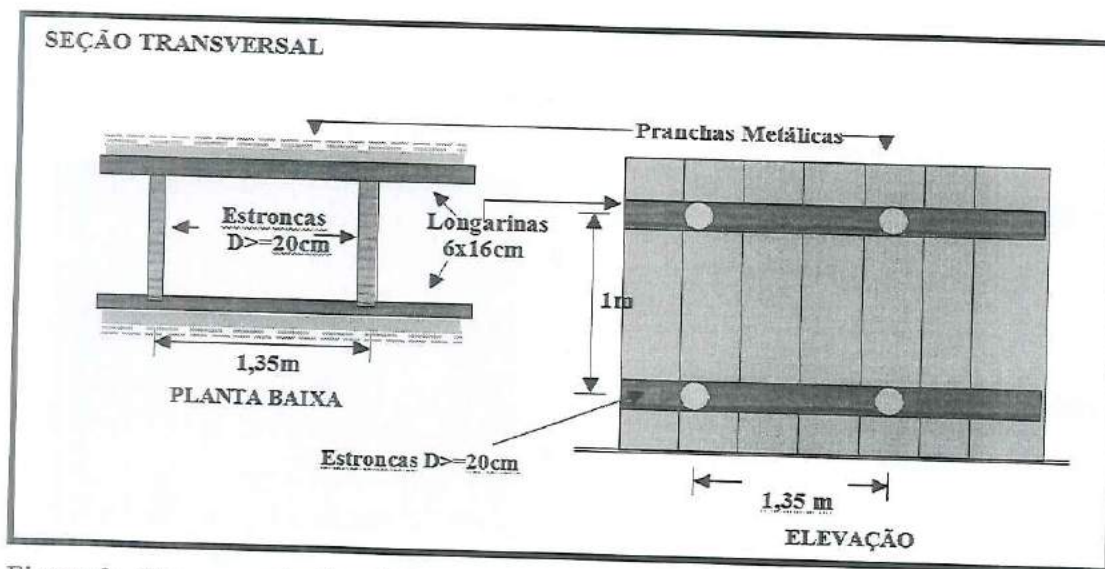 SEÇÃO TRANSVERSAL
Pranchas Metálicas
Estroncas
D>=20cm
Longarinas
6x16cm
1m
1,35m
PLANTA BAIXA
Estroncas D>=20cm
1,35 m
ELEVAÇÃO